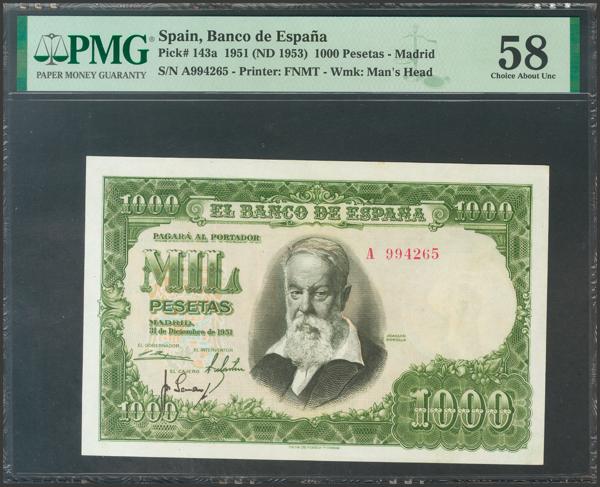 PMG®
PAPER MONEY GUARANTY
Spain, Banco de España
Pick# 143a 1951 (ND 1953) 1000 Pesetas - Madrid
S/N A994265 - Printer: FNMT - Wmk: Man's Head
58
Choice About Unc
1000
EL BANCO DE ESPAÑA
1000
PAGARÁ AL PORTADOR
A 994265
MIL
PESETAS
MADRID,
31 de Diciembre de 1951
EL GOBERNADOR
EL INTERVENTOR
EL CAJERO
JOAQUIN
SOROLLA
1000
1000